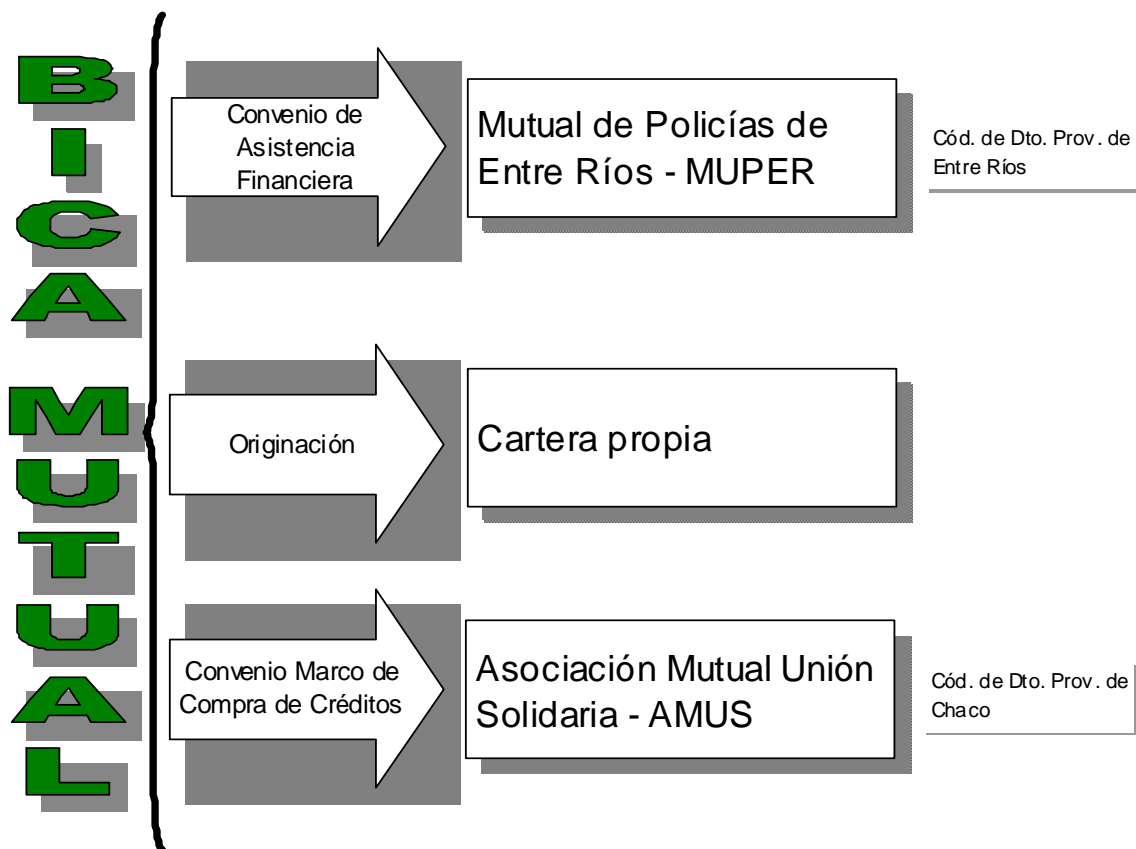 BICA MUTUAL
Convenio de
Asistencia
Financiera
Mutual de Policías de
Entre Ríos - MUPER
Cód. de Dto. Prov. de
Entre Ríos
Originación
Cartera propia
Convenio Marco de
Compra de Créditos
Asociación Mutual Unión
Solidaria - AMUS
Cód. de Dto. Prov. de
Chaco